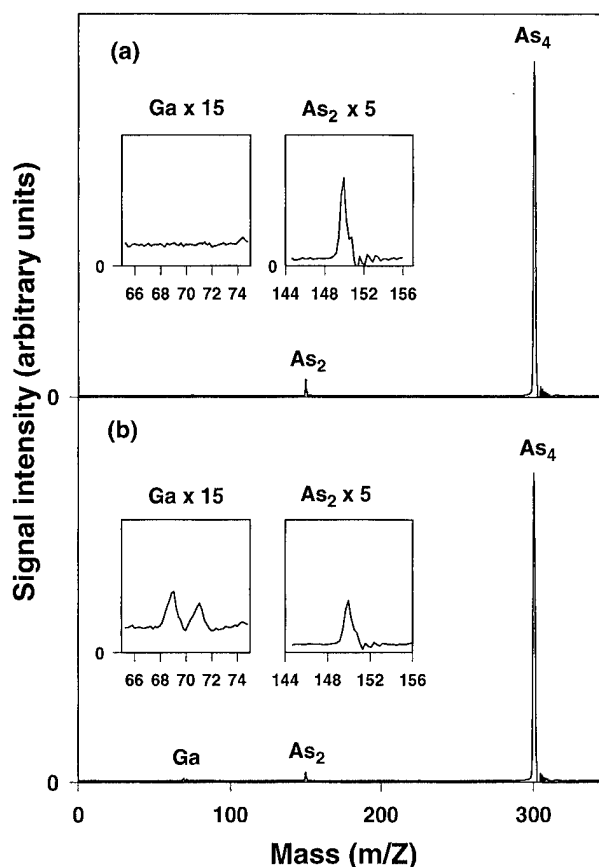 Signal intensity (arbitrary units)
(a)
As4
Ga x 15
As2 x 5
0
0
66 68 70 72 74
144 148 152 156
As2
0
(b)
As4
Ga x 15
As2 x 5
0
66 68 70 72 74
144 148 152 156
Ga
As2
0
0 100 200 300
Mass (m/Z)